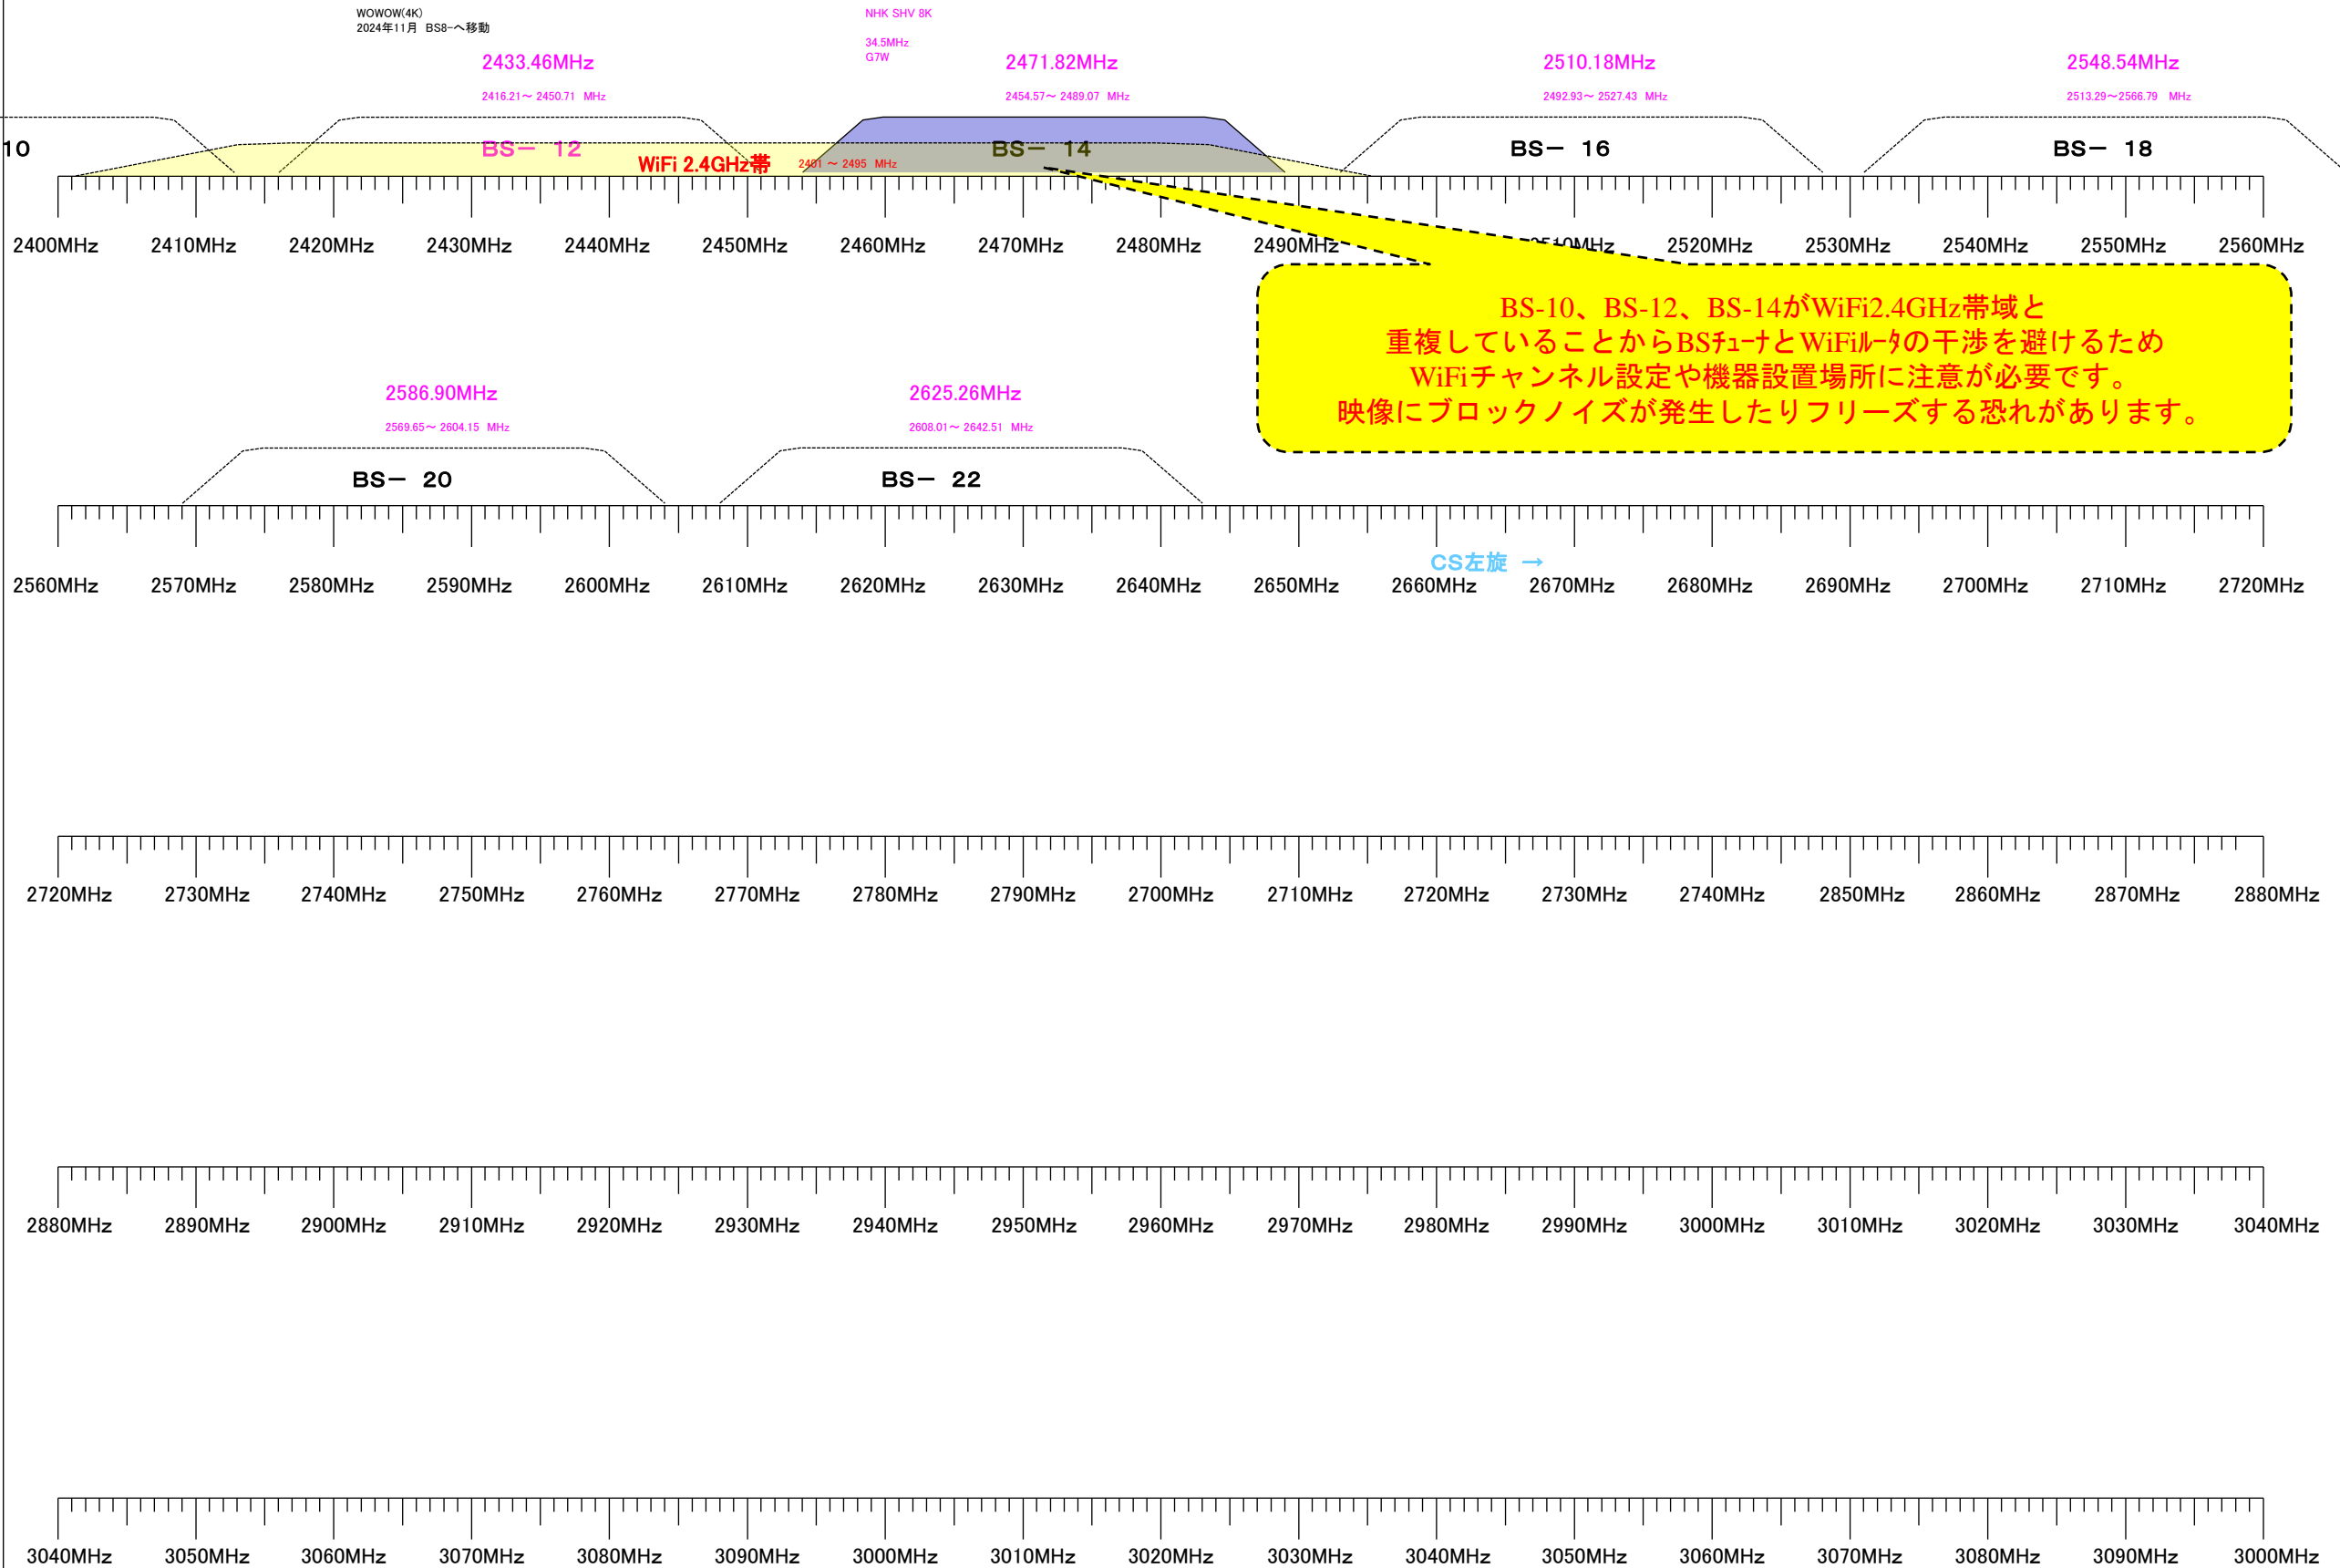 WOWOW(4K)
2024年11月 BS8-へ移動
NHK SHV 8K
34.5MHz
G7W
2433.46MHz
2471.82MHz
2510.18MHz
2548.54MHz
2416.21～ 2450.71 MHz
2454.57～ 2489.07 MHz
2492.93～ 2527.43 MHz
2513.29～2566.79 MHz
10
BS－ 12
BS－ 14
BS－ 16
BS－ 18
WiFi 2.4GHz帯
2401 ～ 2495 MHz
2400MHz 2410MHz 2420MHz 2430MHz 2440MHz 2450MHz 2460MHz 2470MHz 2480MHz 2490MHz 2510MHz 2520MHz 2530MHz 2540MHz 2550MHz 2560MHz
BS-10、BS-12、BS-14がWiFi2.4GHz帯域と
重複していることからBSﾁｭｰﾅとWiFiﾙｰﾀの干渉を避けるため
WiFiチャンネル設定や機器設置場所に注意が必要です。
映像にブロックノイズが発生したりフリーズする恐れがあります。
2586.90MHz
2625.26MHz
2569.65～ 2604.15 MHz
2608.01～ 2642.51 MHz
BS－ 20
BS－ 22
CS左旋 →
2560MHz 2570MHz 2580MHz 2590MHz 2600MHz 2610MHz 2620MHz 2630MHz 2640MHz 2650MHz 2660MHz 2670MHz 2680MHz 2690MHz 2700MHz 2710MHz 2720MHz
2720MHz 2730MHz 2740MHz 2750MHz 2760MHz 2770MHz 2780MHz 2790MHz 2700MHz 2710MHz 2720MHz 2730MHz 2740MHz 2850MHz 2860MHz 2870MHz 2880MHz
2880MHz 2890MHz 2900MHz 2910MHz 2920MHz 2930MHz 2940MHz 2950MHz 2960MHz 2970MHz 2980MHz 2990MHz 3000MHz 3010MHz 3020MHz 3030MHz 3040MHz
3040MHz 3050MHz 3060MHz 3070MHz 3080MHz 3090MHz 3000MHz 3010MHz 3020MHz 3030MHz 3040MHz 3050MHz 3060MHz 3070MHz 3080MHz 3090MHz 3000MHz